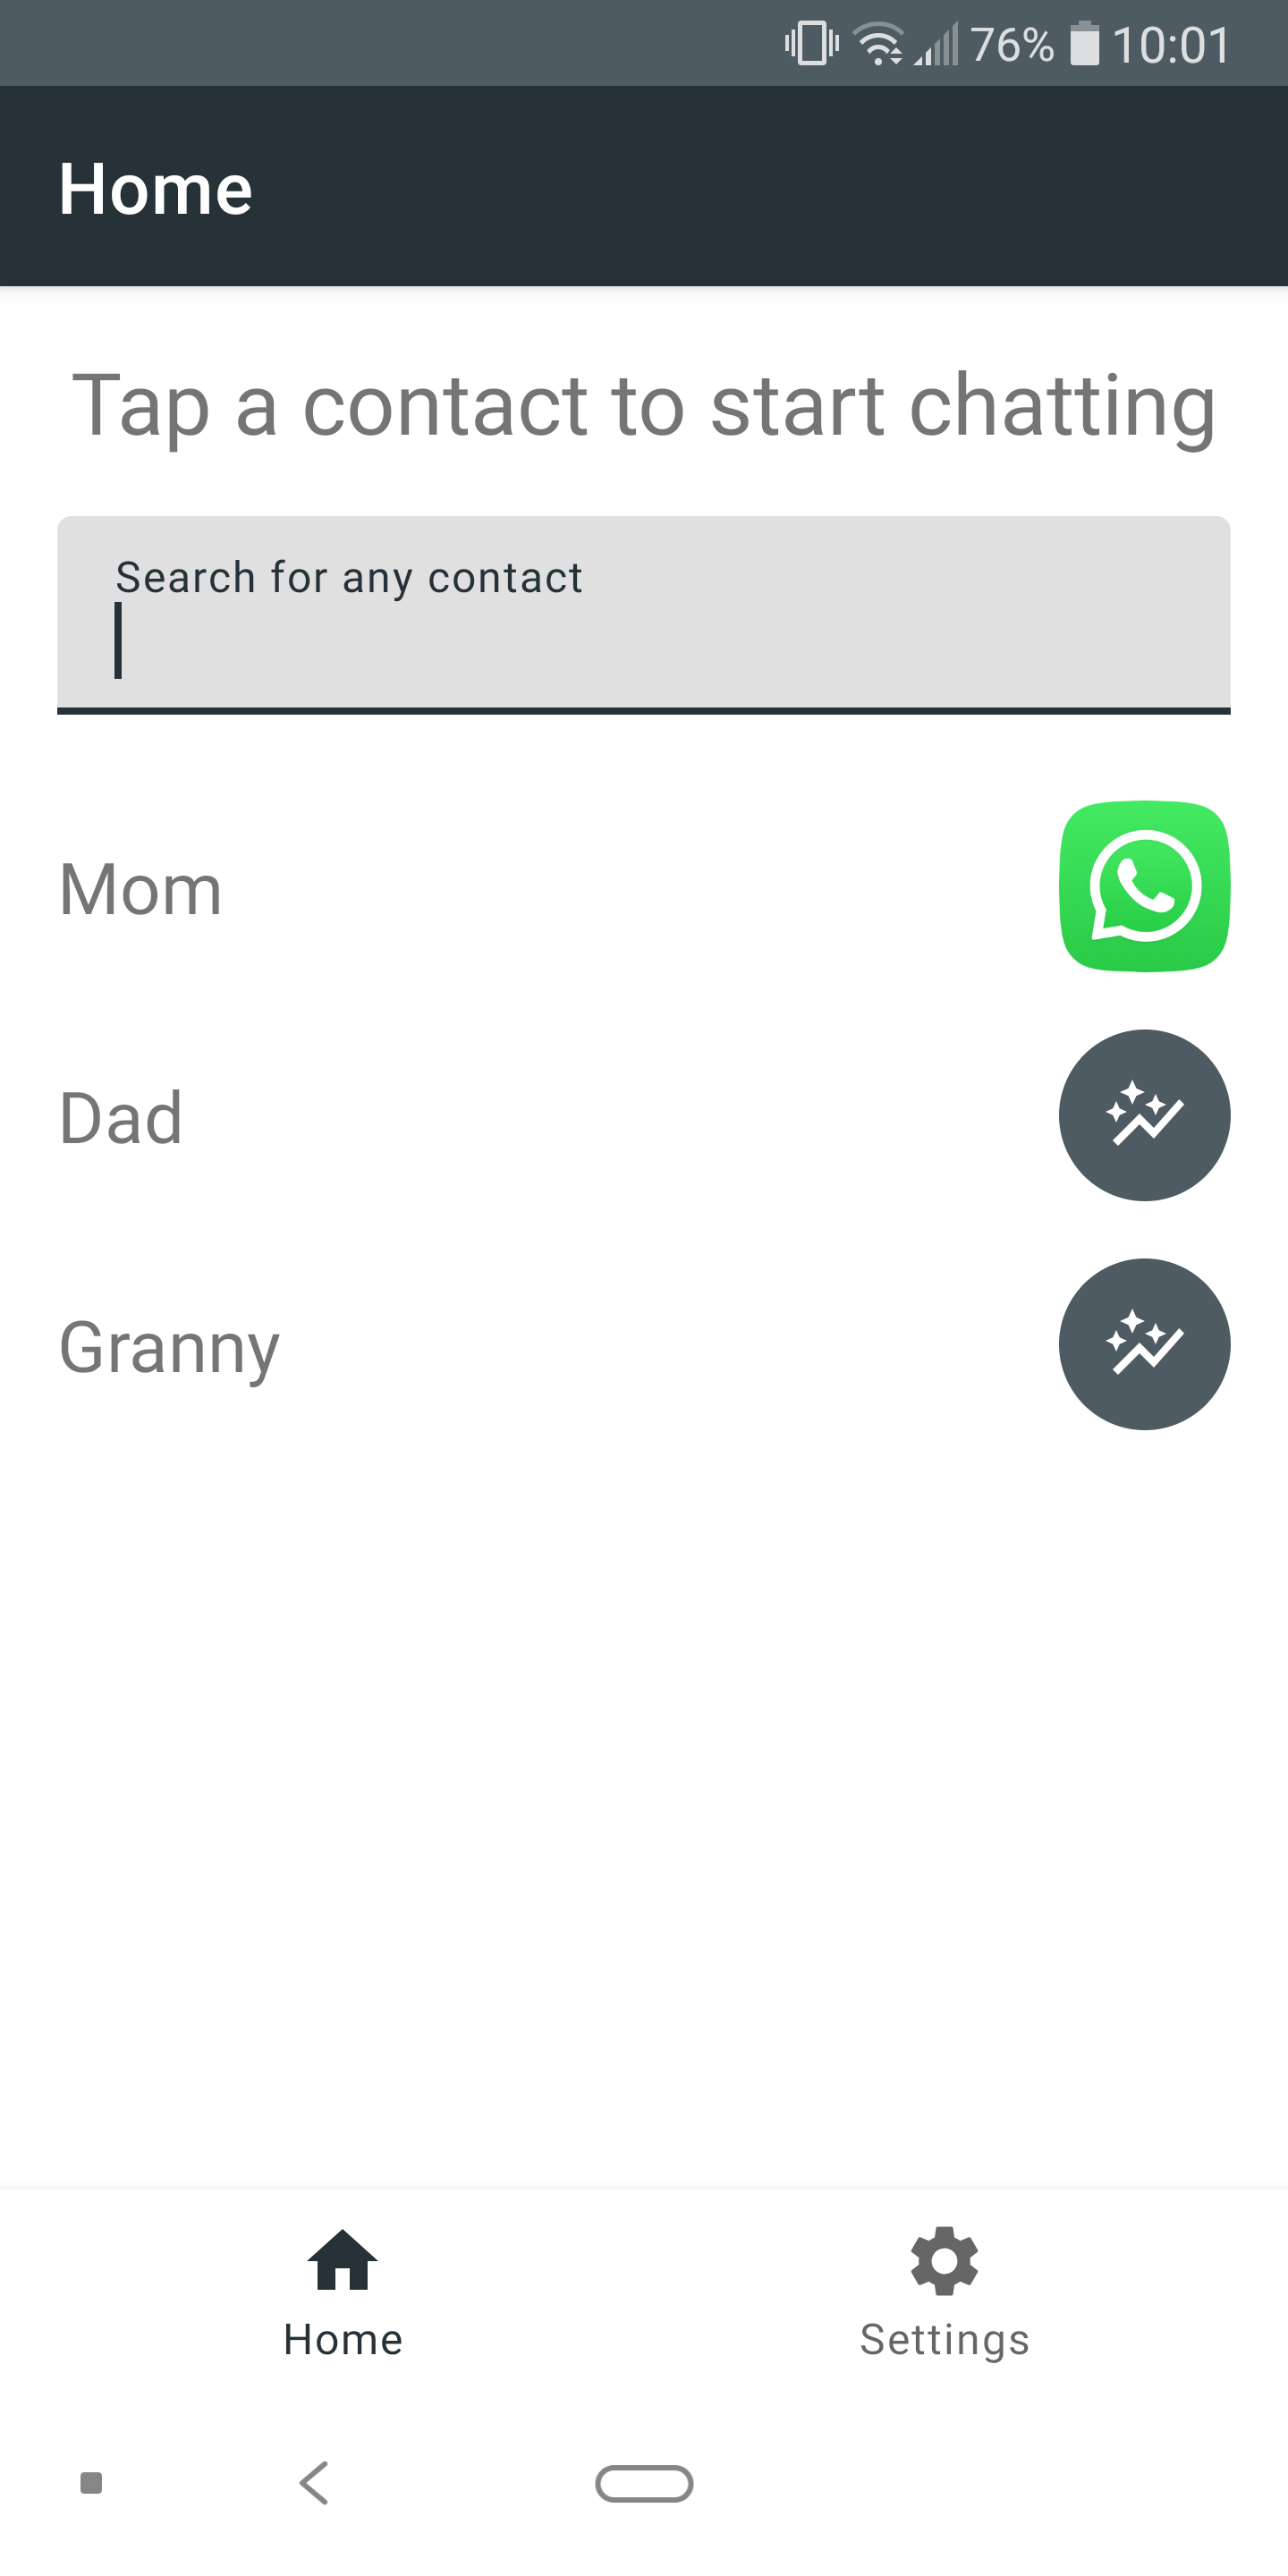 76% 10:01
Home
Tap a contact to start chatting
Search for any contact
Mom
Dad
Granny
Home Settings